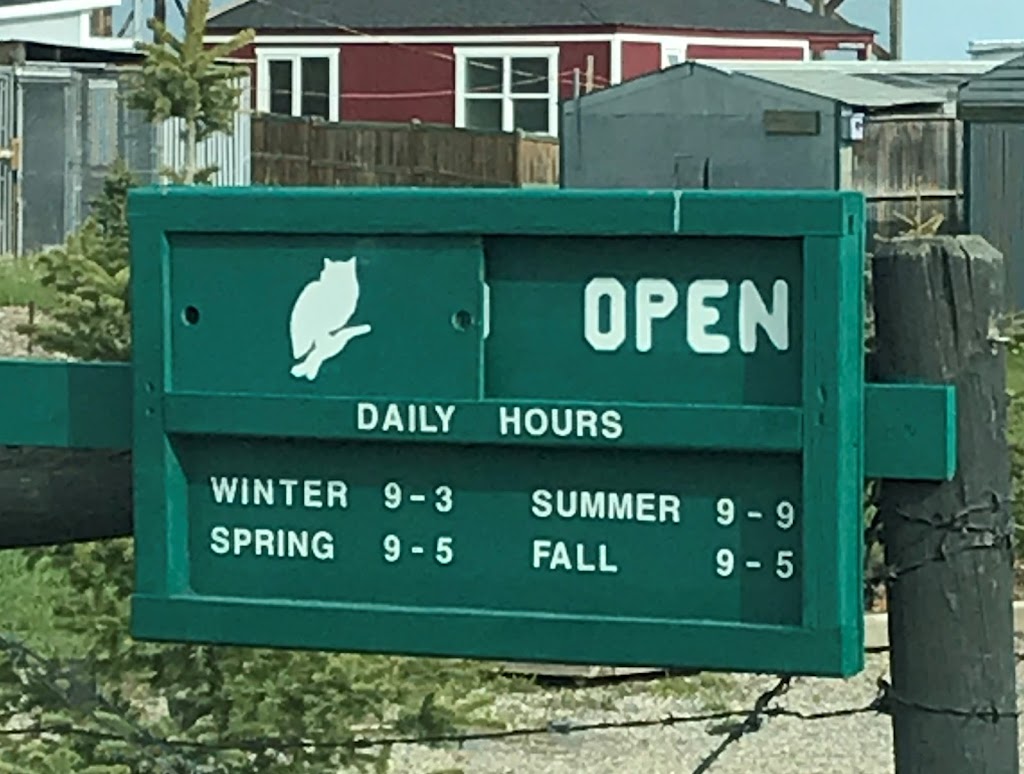 OPEN
DAILY HOURS
WINTER 9-3 SUMMER 9-9
SPRING 9-5 FALL 9-5